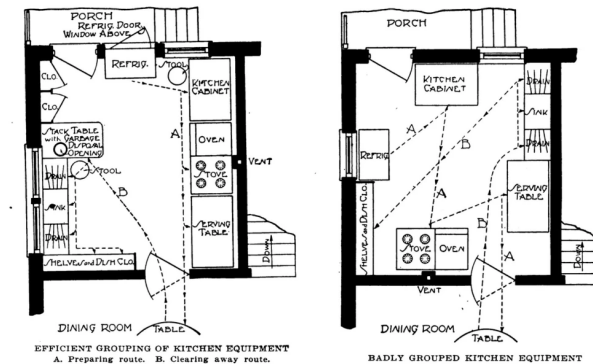 PORCH
REFRIG. DOOR
WINDOW ABOVE
REFRIG.
STOOL
CLO.
CLO.
KITCHEN
CABINET
A
OVEN
STACK TABLE
WITH GARBAGE
DISPOSAL
OPENING
STOOL
VENT
STOVE
B
DRAIN
SINK
DRAIN
SERVING
TABLE
SHELVES AND DISH CLO.
DOWN
DINING ROOM
TABLE
EFFICIENT GROUPING OF KITCHEN EQUIPMENT
A. Preparing route. B. Clearing away route.
PORCH
KITCHEN
CABINET
DRAIN
SINK
DRAIN
A
B
REFRIG.
A
SERVING
TABLE
SHELVES AND DISH CLO.
B
A
STOVE
OVEN
DOWN
VENT
DINING ROOM
TABLE
BADLY GROUPED KITCHEN EQUIPMENT